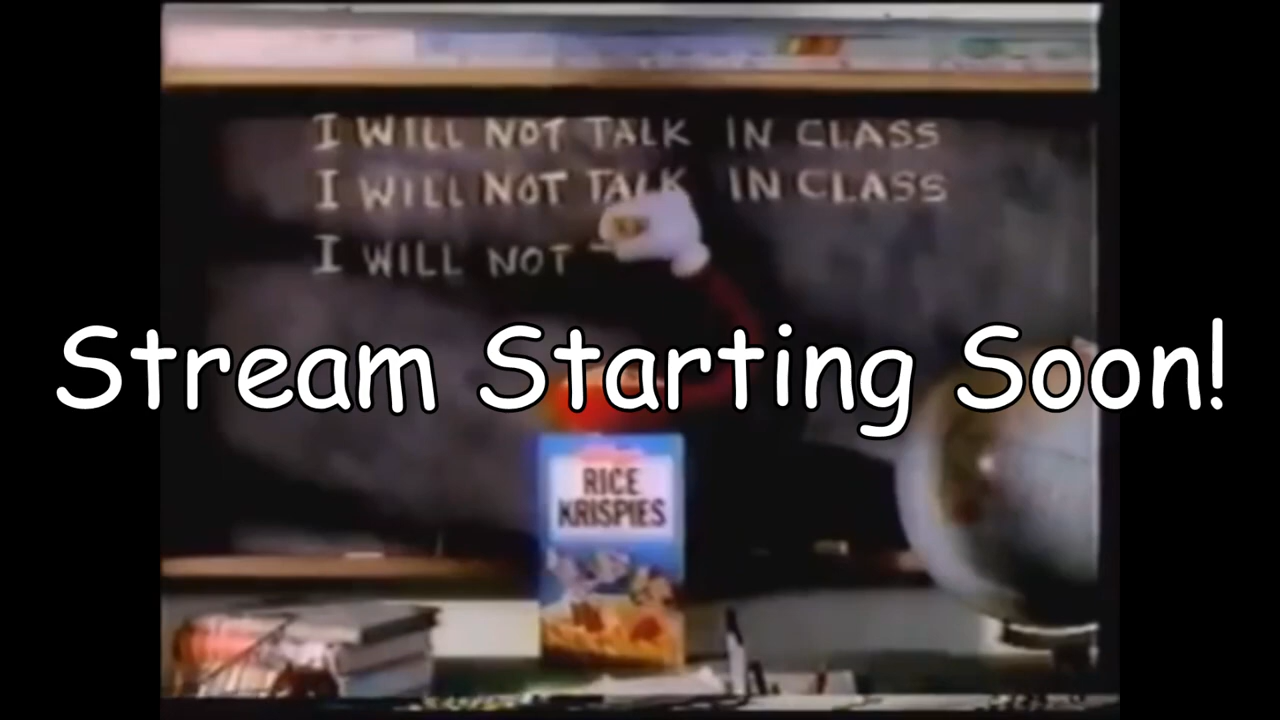 I WILL NOT TALK IN CLASS
I WILL NOT TALK IN CLASS
I WILL NOT T
Stream Starting Soon!
RICE
KRISPIES